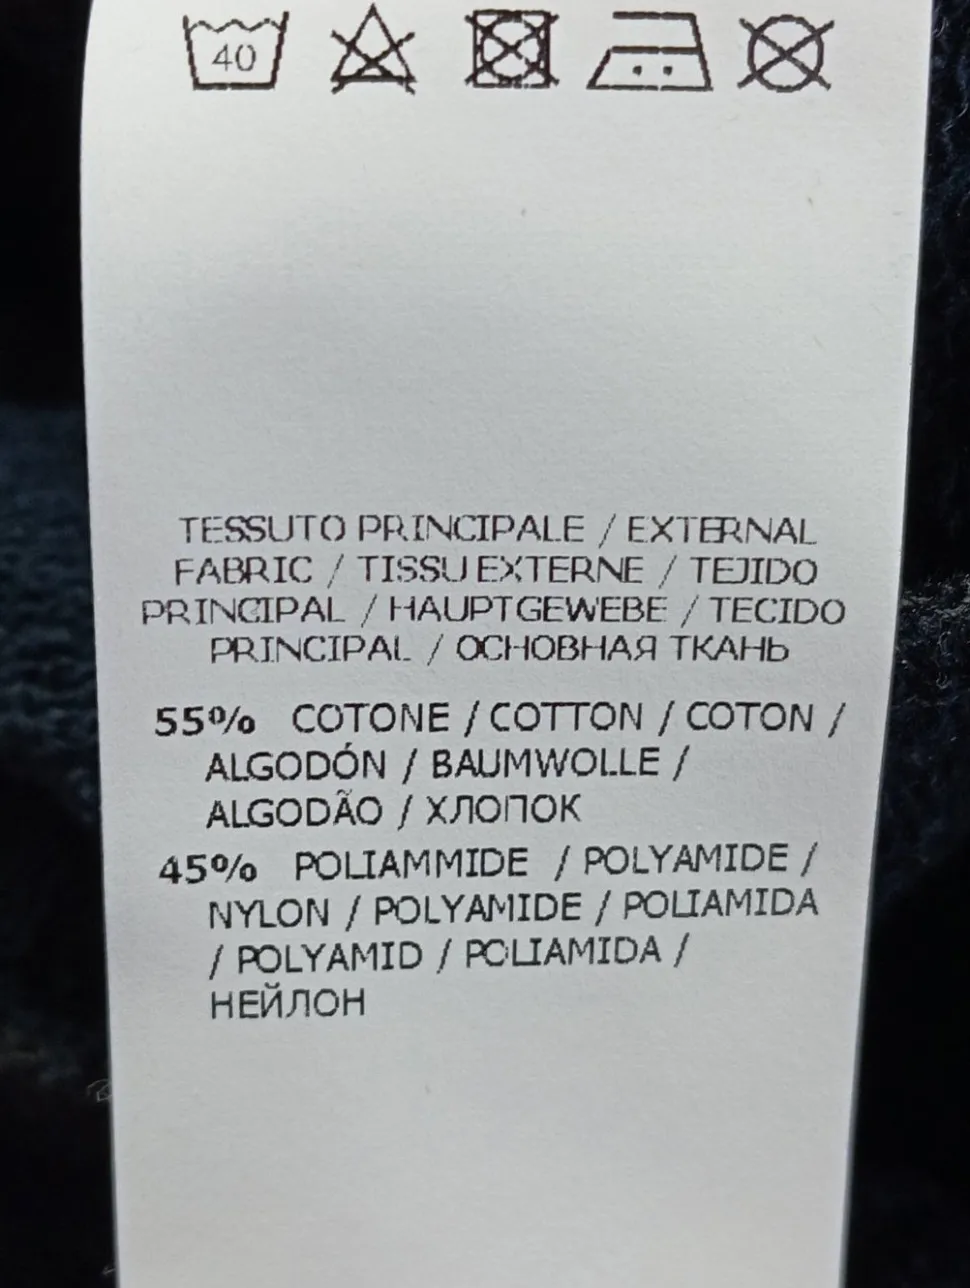 40
TESSUTO PRINCIPALE / EXTERNAL
FABRIC / TISSU EXTERNE / TEJIDO
PRINCIPAL / HAUPTGEWEBE / TECIDO
PRINCIPAL / ОСНОВНАЯ ТКАНЬ
55% COTONE / COTTON / COTON /
ALGODÓN / BAUMWOLLE /
ALGODÃO / ХЛОПОК
45% POLIAMMIDE / POLYAMIDE /
NYLON / POLYAMIDE / POLIAMIDA
/ POLYAMID / POLIAMIDA /
НЕЙЛОН